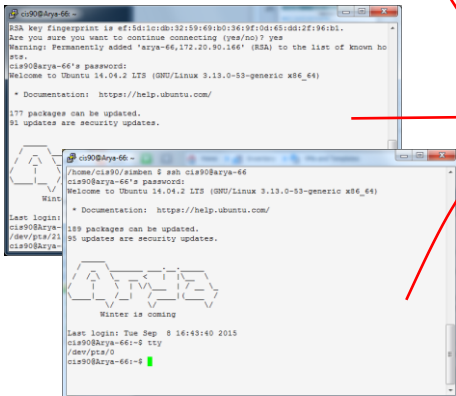 cis90@Arya-66: ~
RSA key fingerprint is ef:5d:1c:db:32:59:69:b0:36:9f:0d:65:dd:2f:96:b1.
Are you sure you want to continue connecting (yes/no)? yes
Warning: Permanently added 'arya-66,172.20.90.166' (RSA) to the list of known ho
sts.
cis90@arya-66's password:
Welcome to Ubuntu 14.04.2 LTS (GNU/Linux 3.13.0-53-generic x86_64)
* Documentation: https://help.ubuntu.com/
177 packages can be updated.
91 updates are security updates.
Wint
Last login:
cis90@Arya-
/dev/pts/21
cis90@Arya-
cis90@Arya-66: ~
/home/cis90/simben $ ssh cis90@arya-66
cis90@arya-66's password:
Welcome to Ubuntu 14.04.2 LTS (GNU/Linux 3.13.0-53-generic x86_64)
* Documentation: https://help.ubuntu.com/
189 packages can be updated.
95 updates are security updates.
Arya
Winter is coming
Last login: Tue Sep 8 16:43:40 2015
cis90@Arya-66:~$ tty
/dev/pts/0
cis90@Arya-66:~$